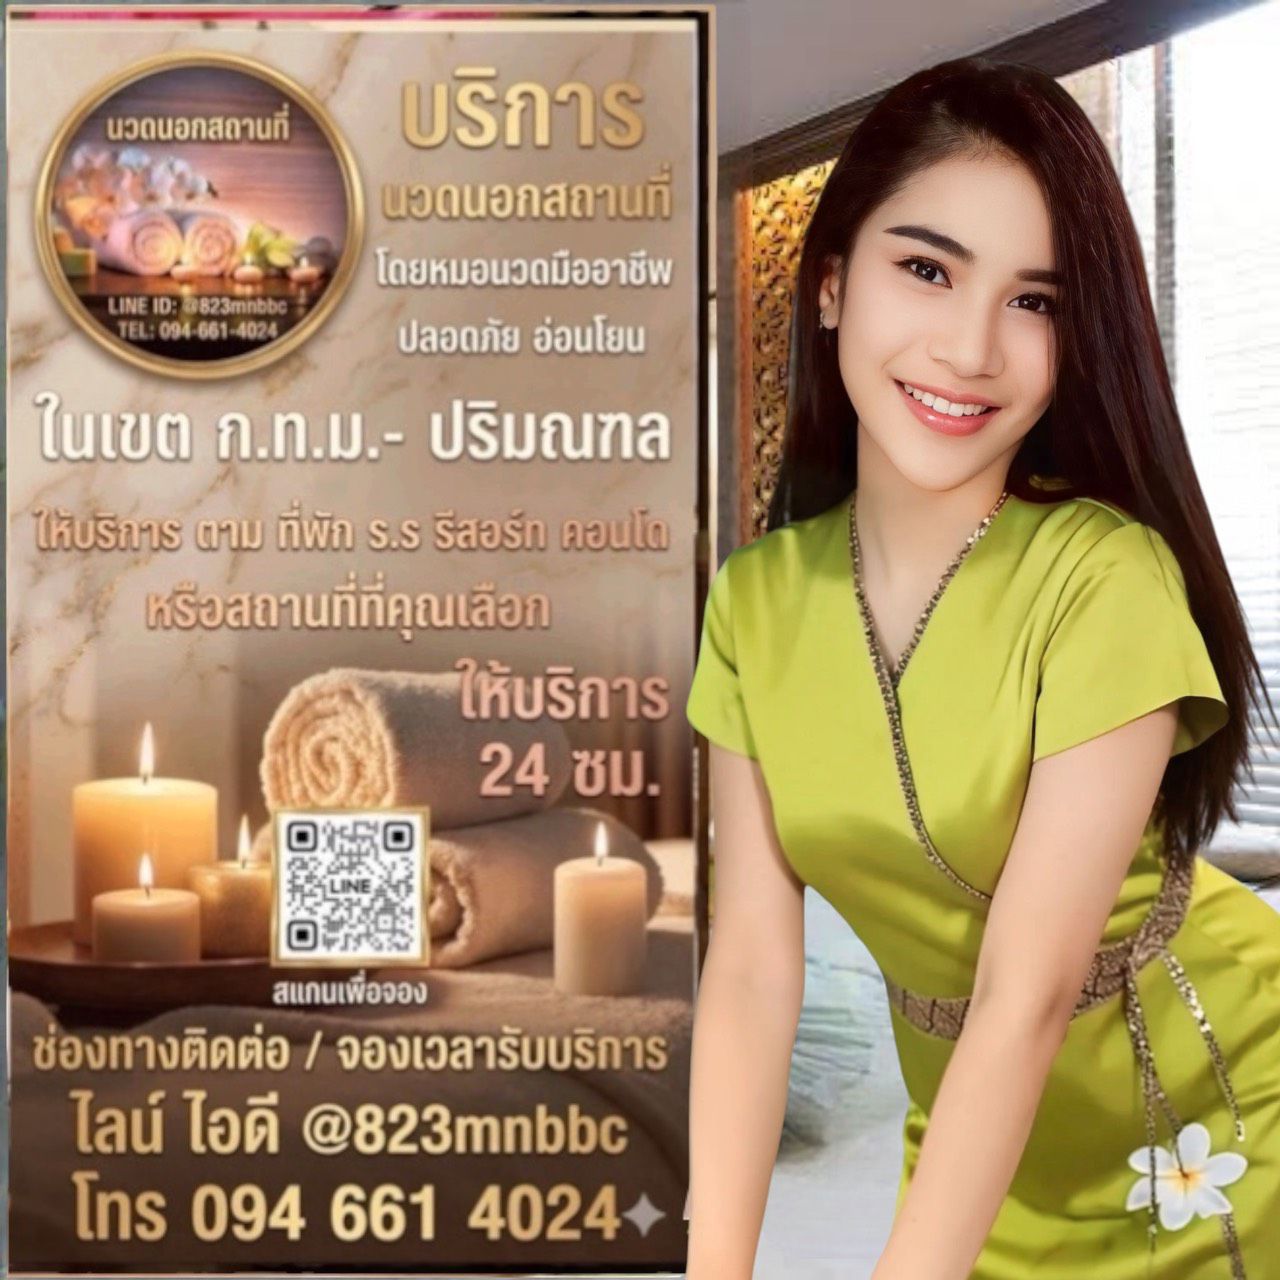 นวดนอกสถานที่
LINE ID: @823mnbbc
TEL: 094-661-4024
บริการ
นวดนอกสถานที่
โดยหมอนวดมืออาชีพ
ปลอดภัย อ่อนโยน
ในเขต ก.ท.ม.- ปริมณฑล
ให้บริการ ตาม ที่พัก ร.ร รีสอร์ท คอนโด
หรือสถานที่ที่คุณเลือก
ให้บริการ
24 ชม.
LINE
สแกนเพื่อจอง
ช่องทางติดต่อ / จองเวลารับบริการ
ไลน์ ไอดี @823mnbbc
โทร 094 661 4024